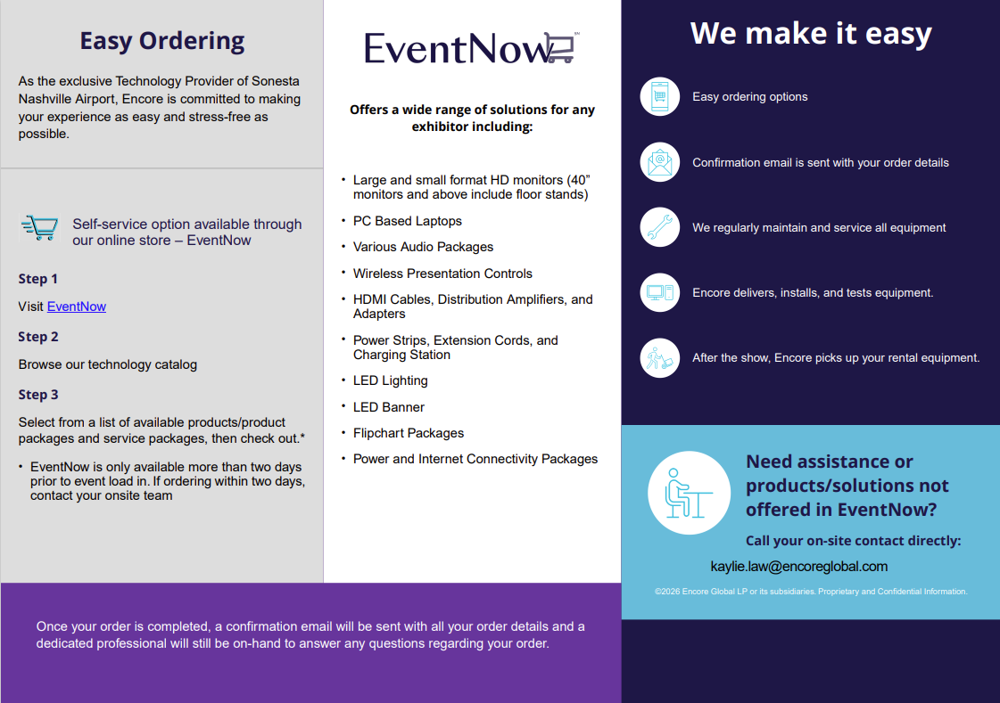 Easy Ordering
As the exclusive Technology Provider of Sonesta
Nashville Airport, Encore is committed to making
your experience as easy and stress-free as
possible.
Self-service option available through
our online store – EventNow
Step 1
Visit EventNow
Step 2
Browse our technology catalog
Step 3
Select from a list of available products/product
packages and service packages, then check out.*
• EventNow is only available more than two days
prior to event load in. If ordering within two days,
contact your onsite team
EventNow SM
Offers a wide range of solutions for any
exhibitor including:
• Large and small format HD monitors (40”
monitors and above include floor stands)
• PC Based Laptops
• Various Audio Packages
• Wireless Presentation Controls
• HDMI Cables, Distribution Amplifiers, and
Adapters
• Power Strips, Extension Cords, and
Charging Station
• LED Lighting
• LED Banner
• Flipchart Packages
• Power and Internet Connectivity Packages
Once your order is completed, a confirmation email will be sent with all your order details and a
dedicated professional will still be on-hand to answer any questions regarding your order.
We make it easy
Easy ordering options
Confirmation email is sent with your order details
We regularly maintain and service all equipment
Encore delivers, installs, and tests equipment.
After the show, Encore picks up your rental equipment.
Need assistance or
products/solutions not
offered in EventNow?
Call your on-site contact directly:
kaylie.law@encoreglobal.com
©2026 Encore Global LP or its subsidiaries. Proprietary and Confidential Information.